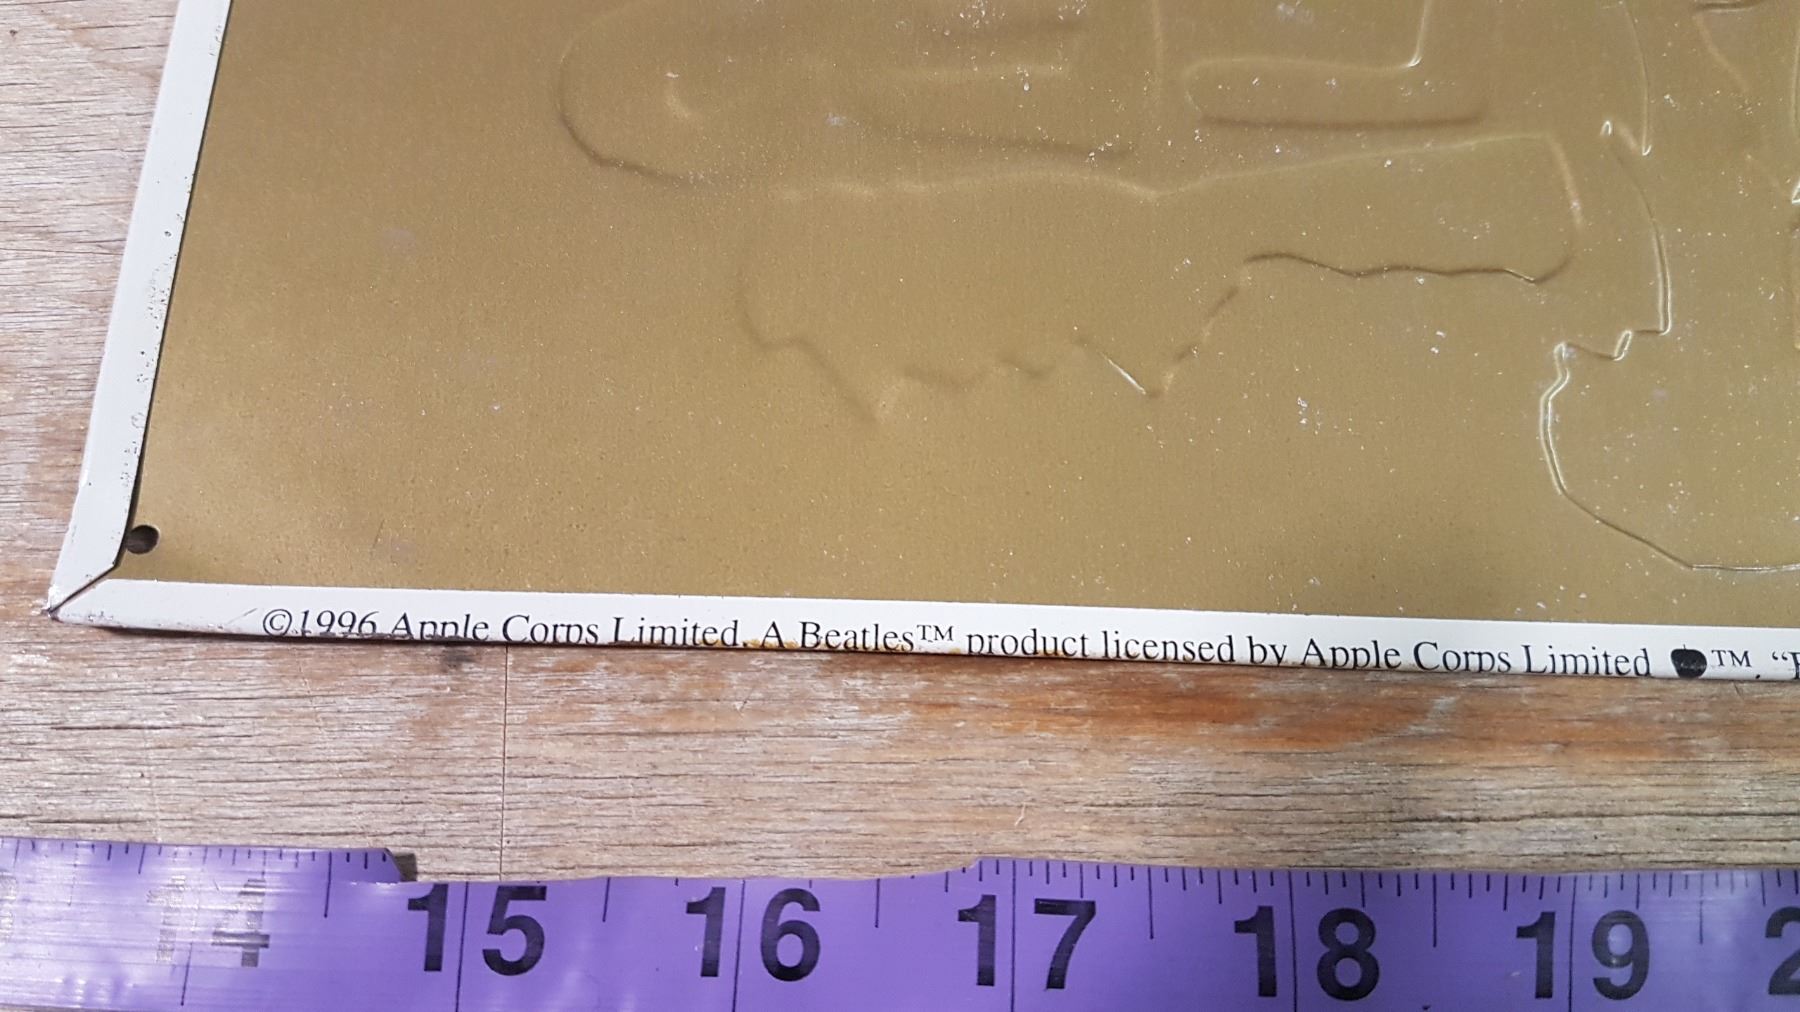 ©1996 Apple Corps Limited. A Beatles™ product licensed by Apple Corps Limited ™ "
14 15 16 17 18 19